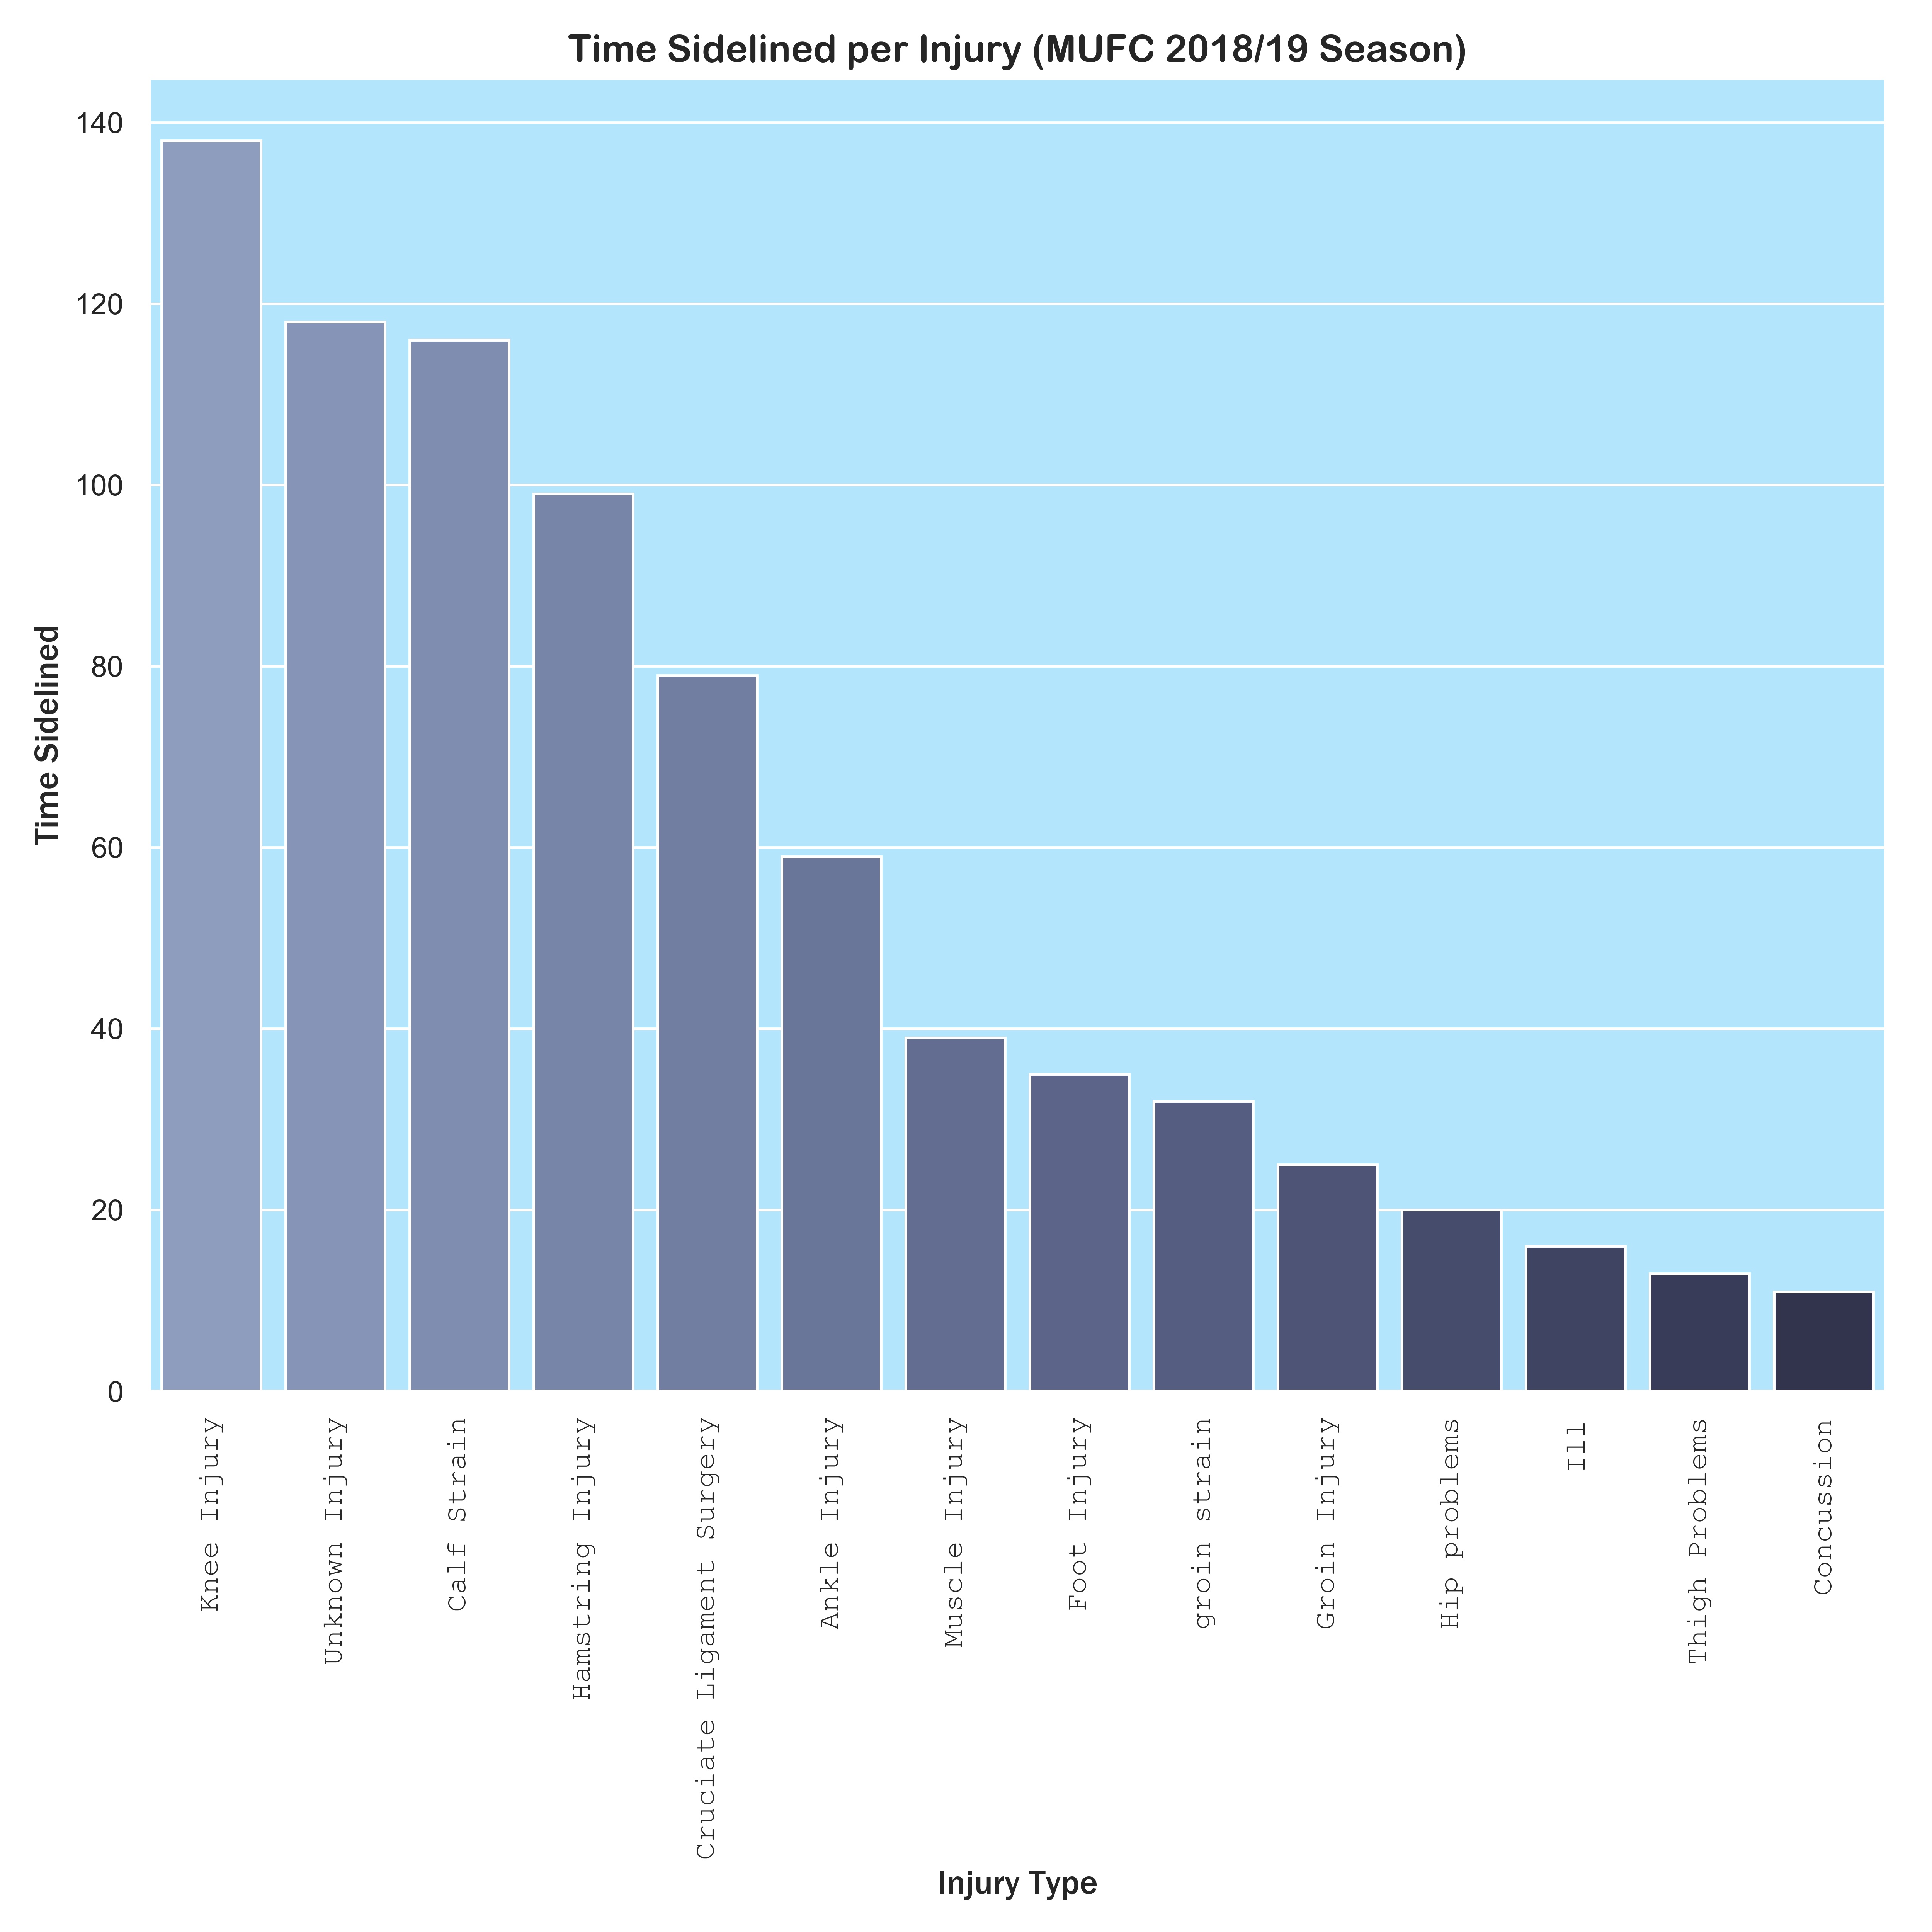 Time Sidelined per Injury (MUFC 2018/19 Season)
140
120
100
80
60
40
20
0
Time Sidelined
Knee Injury
Unknown Injury
Calf Strain
Hamstring Injury
Cruciate Ligament Surgery
Ankle Injury
Muscle Injury
Foot Injury
groin strain
Groin Injury
Hip problems
Ill
Thigh Problems
Concussion
Injury Type